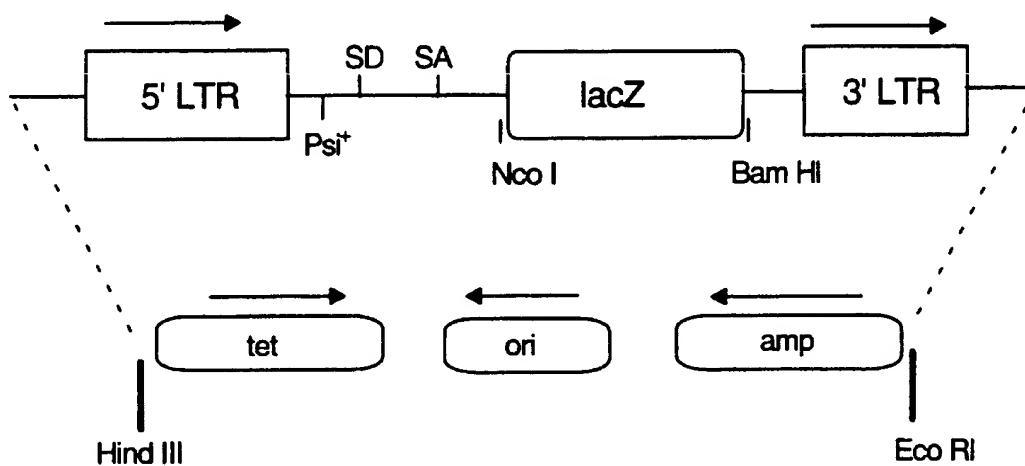 SD SA
5' LTR lacZ 3' LTR
Psi+
Nco I Bam HI
tet ori amp
Hind III Eco RI